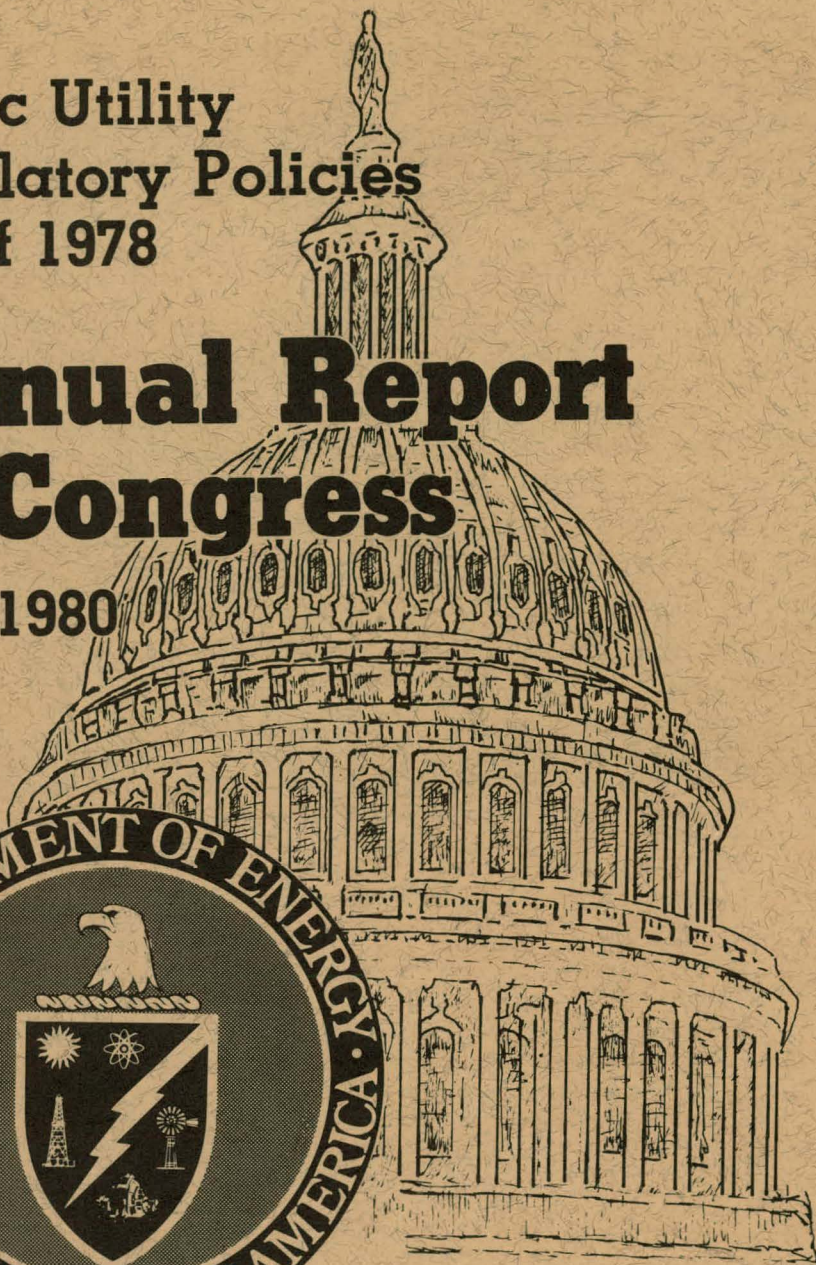 c Utility
latory Policies
f 1978
nual Report
Congress
1980
MENT OF ENERGY · 
AMERICA